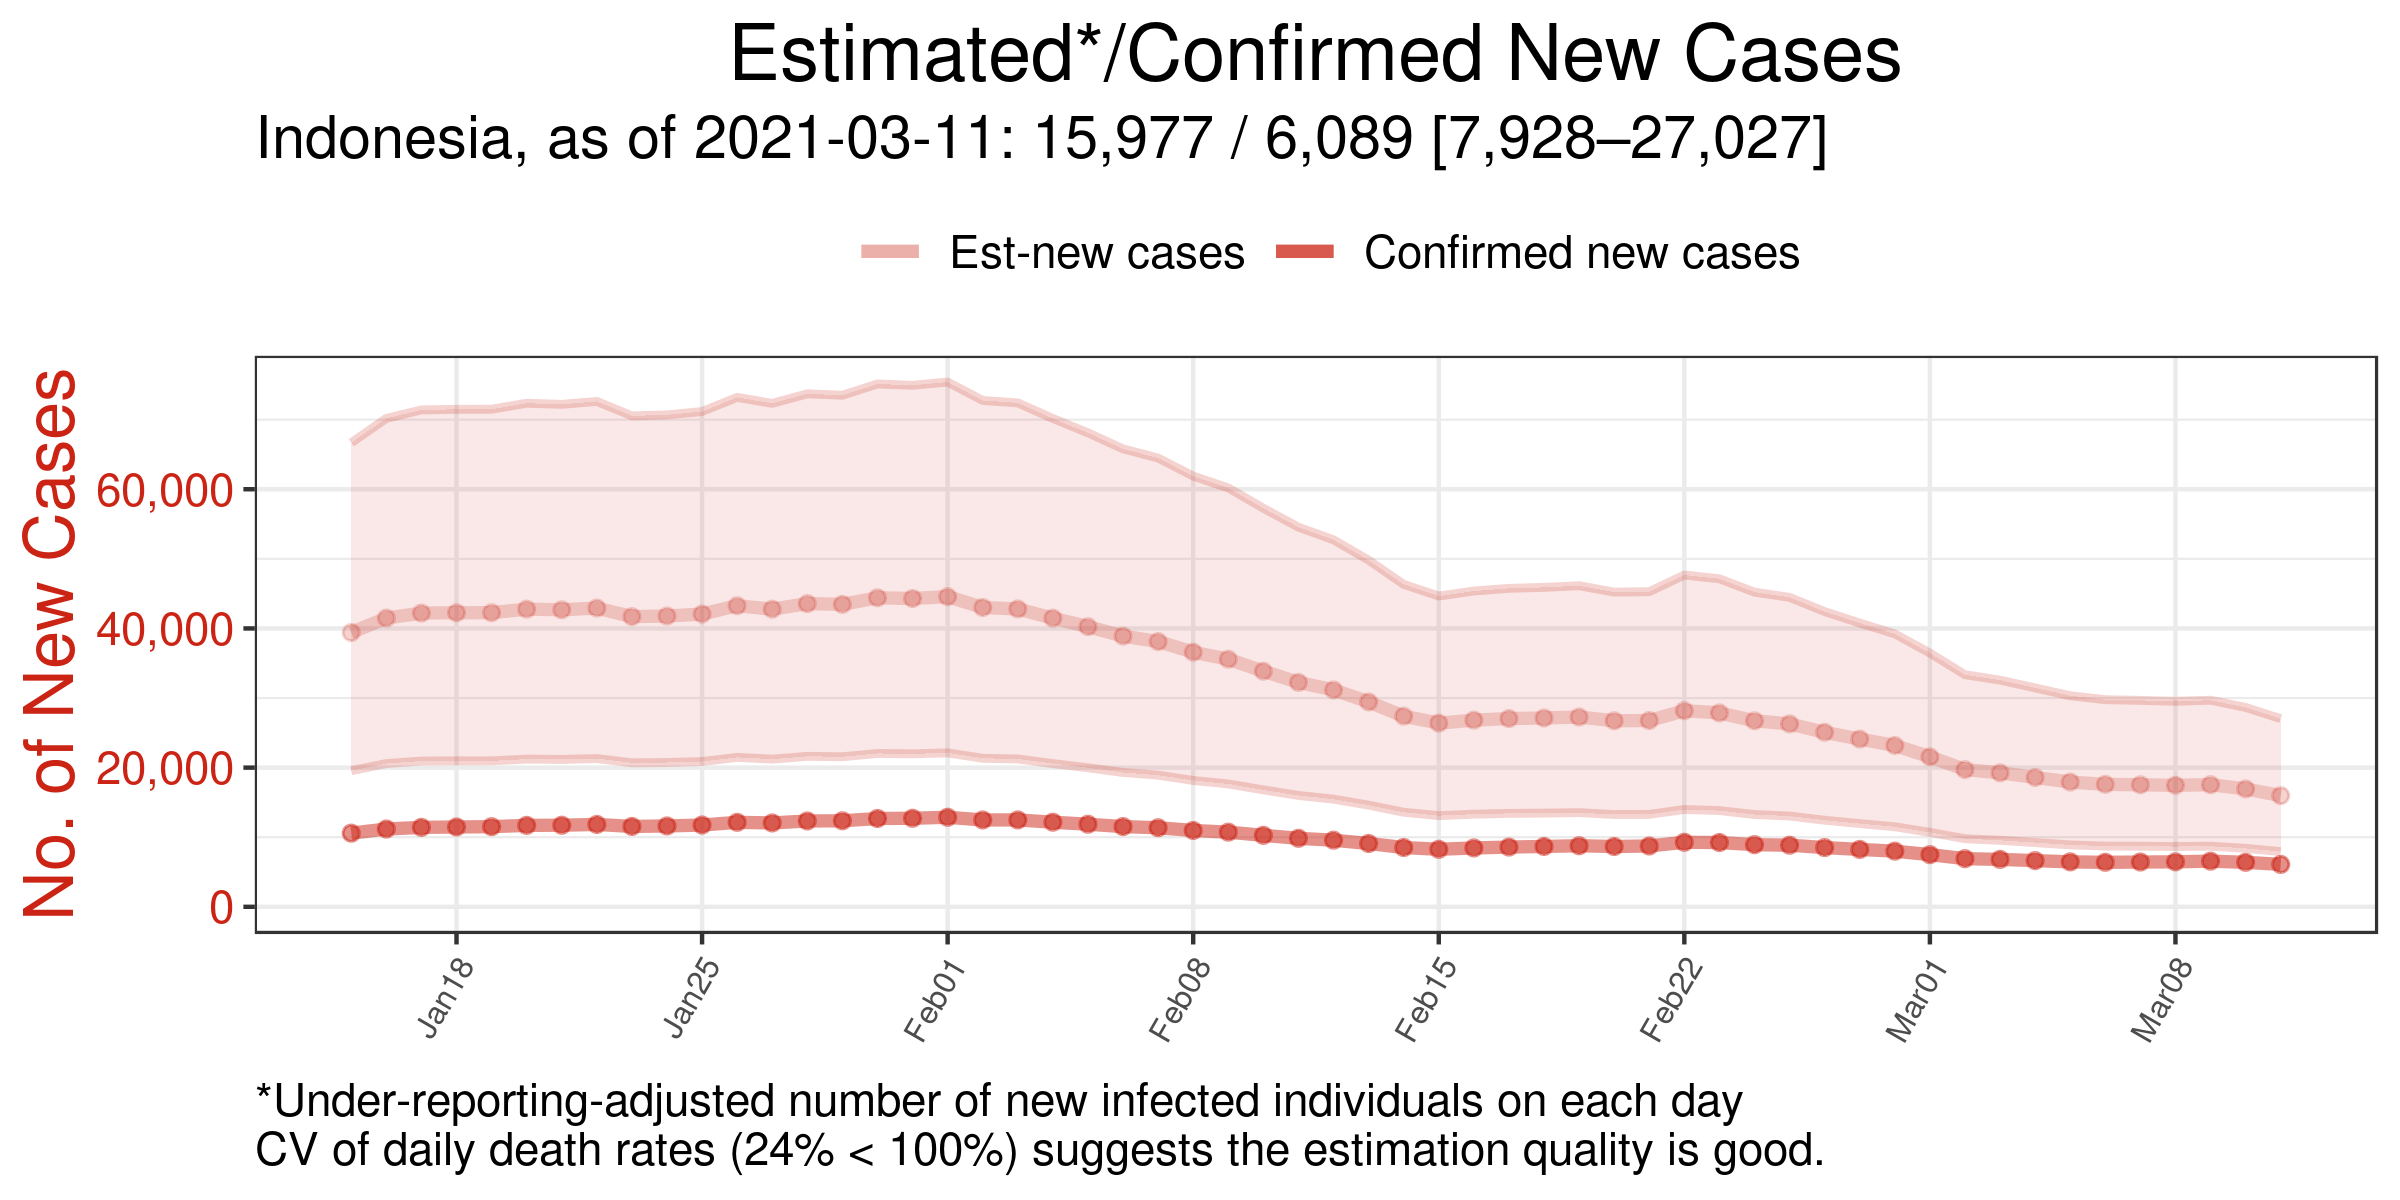 Estimated*/Confirmed New Cases
Indonesia, as of 2021-03-11: 15,977 / 6,089 [7,928–27,027]
Est-new cases
Confirmed new cases
No. of New Cases
60,000
40,000
20,000
0
Jan18
Jan25
Feb01
Feb08
Feb15
Feb22
Mar01
Mar08
*Under-reporting-adjusted number of new infected individuals on each day
CV of daily death rates (24% < 100%) suggests the estimation quality is good.